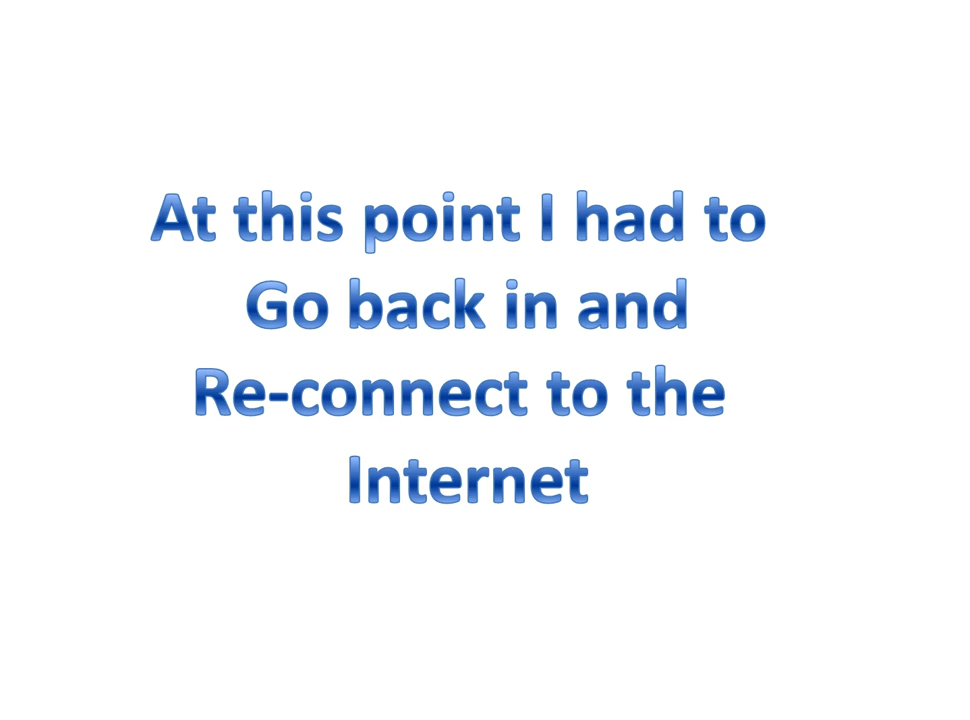 At this point I had to
Go back in and
Re-connect to the
Internet